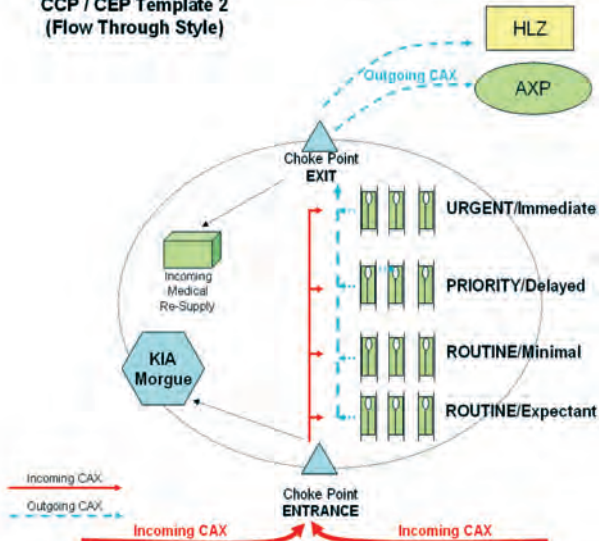 CCP / CEP Template 2
(Flow Through Style)
HLZ
Outgoing CAX
AXP
Choke Point
EXIT
URGENT/Immediate
Incoming
Medical
Re-Supply
PRIORITY/Delayed
KIA
Morgue
ROUTINE/Minimal
ROUTINE/Expectant
Incoming CAX
Outgoing CAX
Choke Point
ENTRANCE
Incoming CAX
Incoming CAX